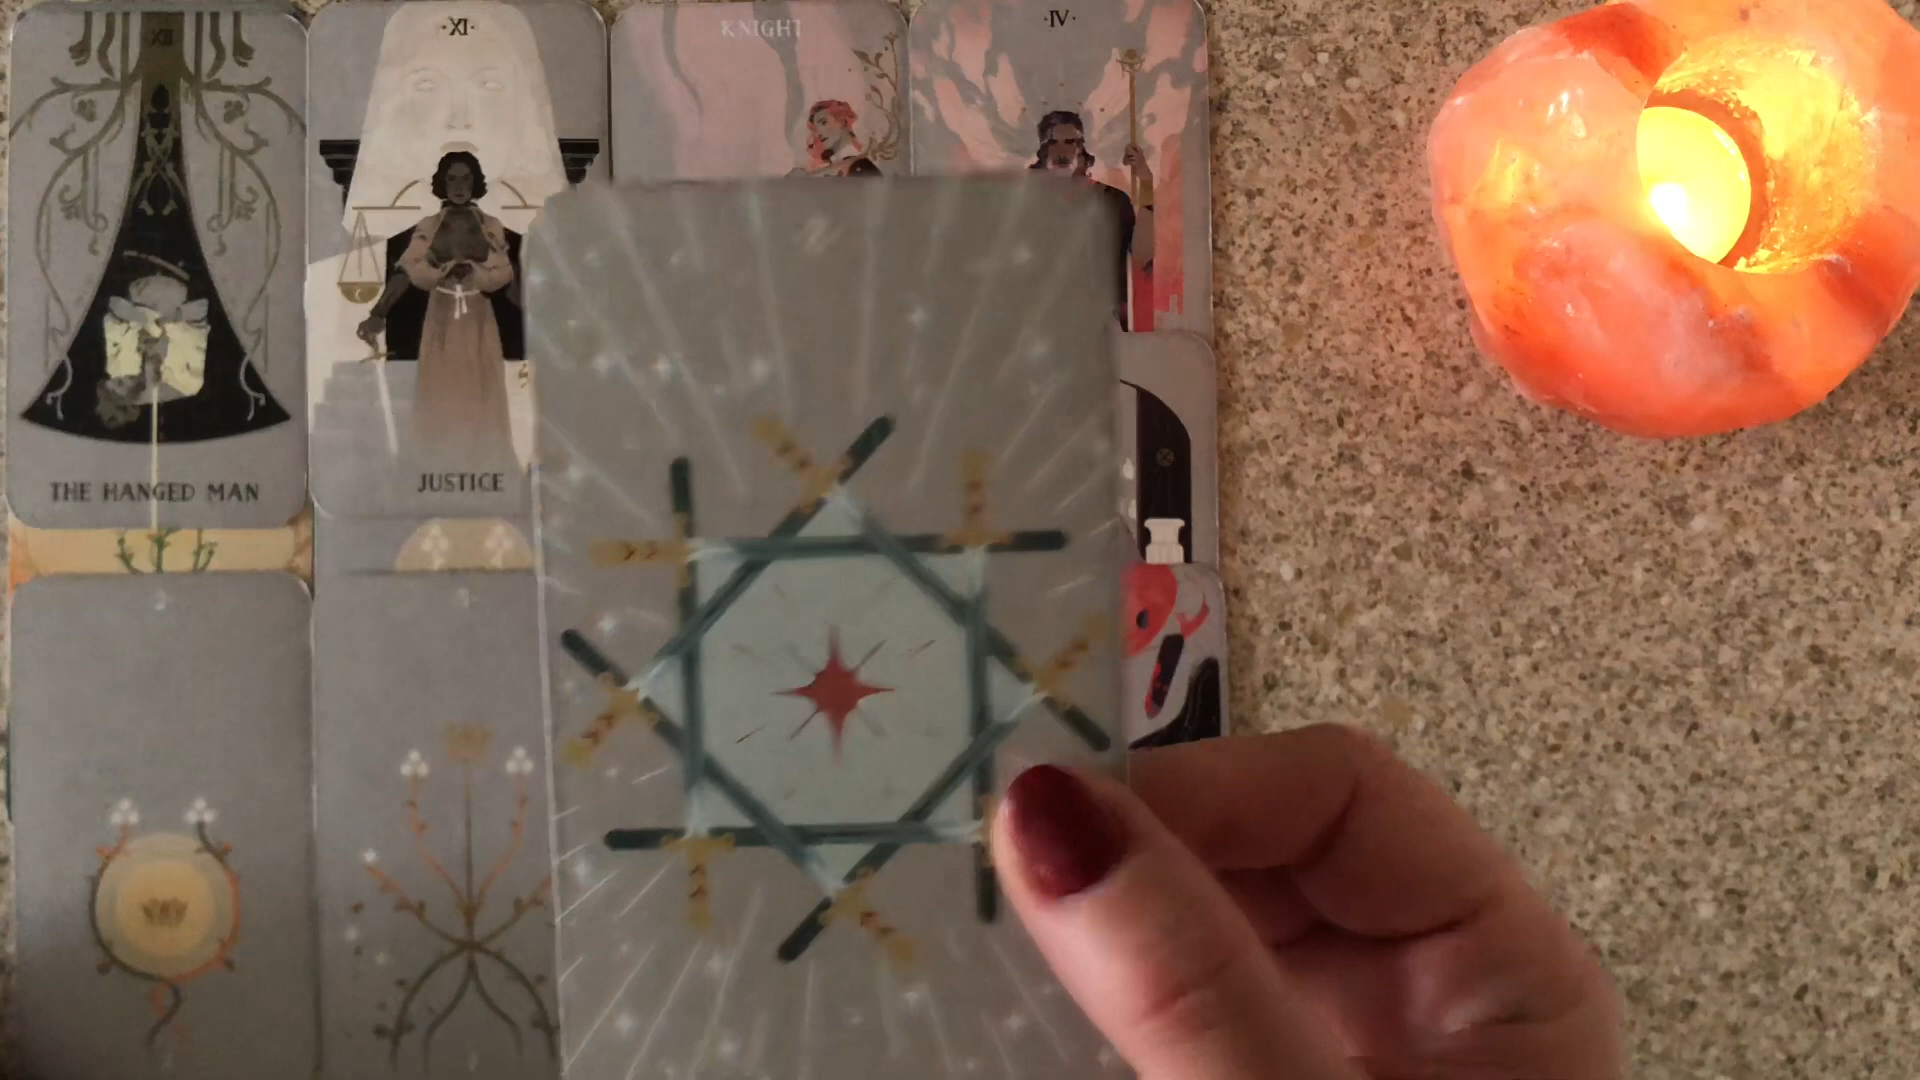 XII
·XI·
KNIGHT
·IV·
THE HANGED MAN
JUSTICE